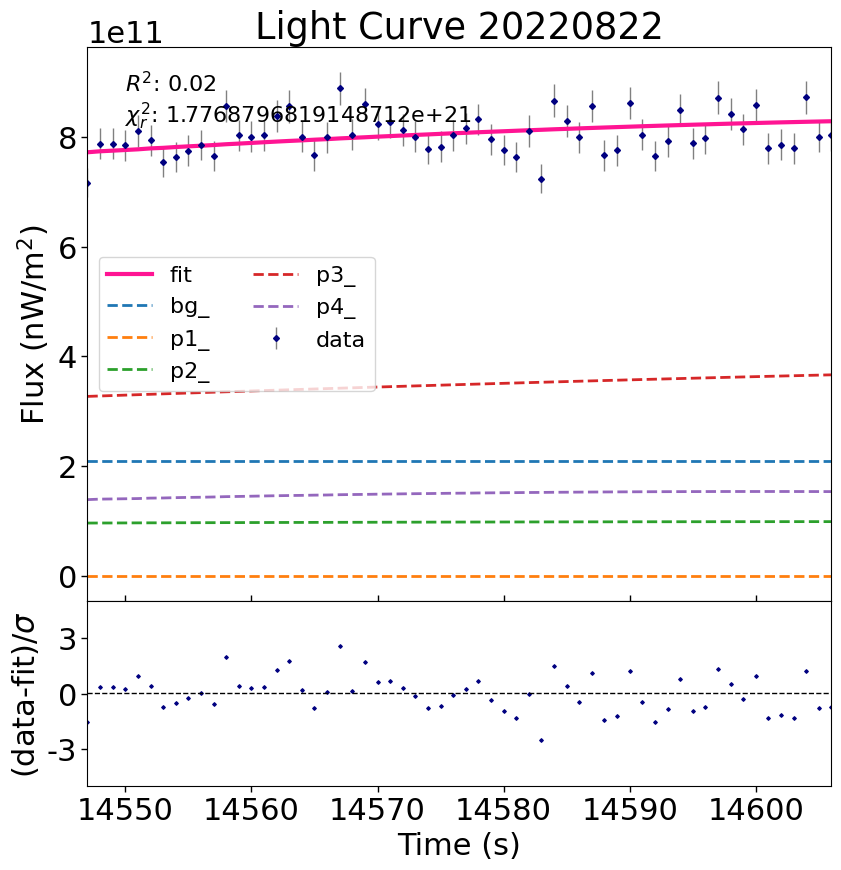 Light Curve 20220822
1e11
R²: 0.02
χ²ᵣ: 1.7768796819148712e+21
8
6
4
2
0
Flux (nW/m²)
fit
bg_
p1_
p2_
p3_
p4_
data
3
0
-3
(data-fit)/σ
14550 14560 14570 14580 14590 14600
Time (s)